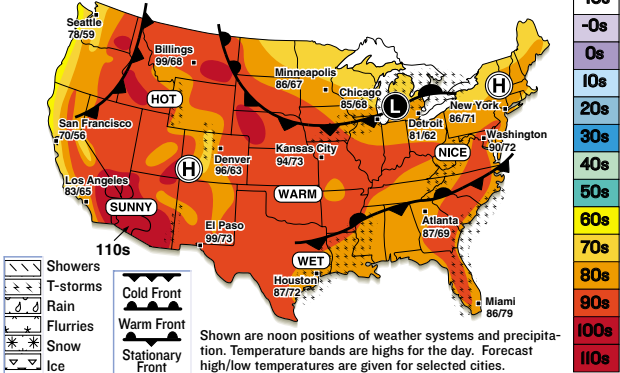 -10s
-0s
0s
10s
20s
30s
40s
50s
60s
70s
80s
90s
100s
110s
Seattle
78/59
Billings
99/68
Minneapolis
86/67
Chicago
85/68
L
H
New York
86/71
Detroit
81/62
Washington
90/72
HOT
San Francisco
70/56
Denver
96/63
H
Kansas City
94/73
NICE
Los Angeles
83/65
SUNNY
WARM
El Paso
99/73
Atlanta
87/69
110s
WET
Houston
87/72
Miami
86/79
Showers
T-storms
Rain
Flurries
Snow
Ice
Cold Front
Warm Front
Stationary
Front
Shown are noon positions of weather systems and precipita-
tion. Temperature bands are highs for the day. Forecast
high/low temperatures are given for selected cities.